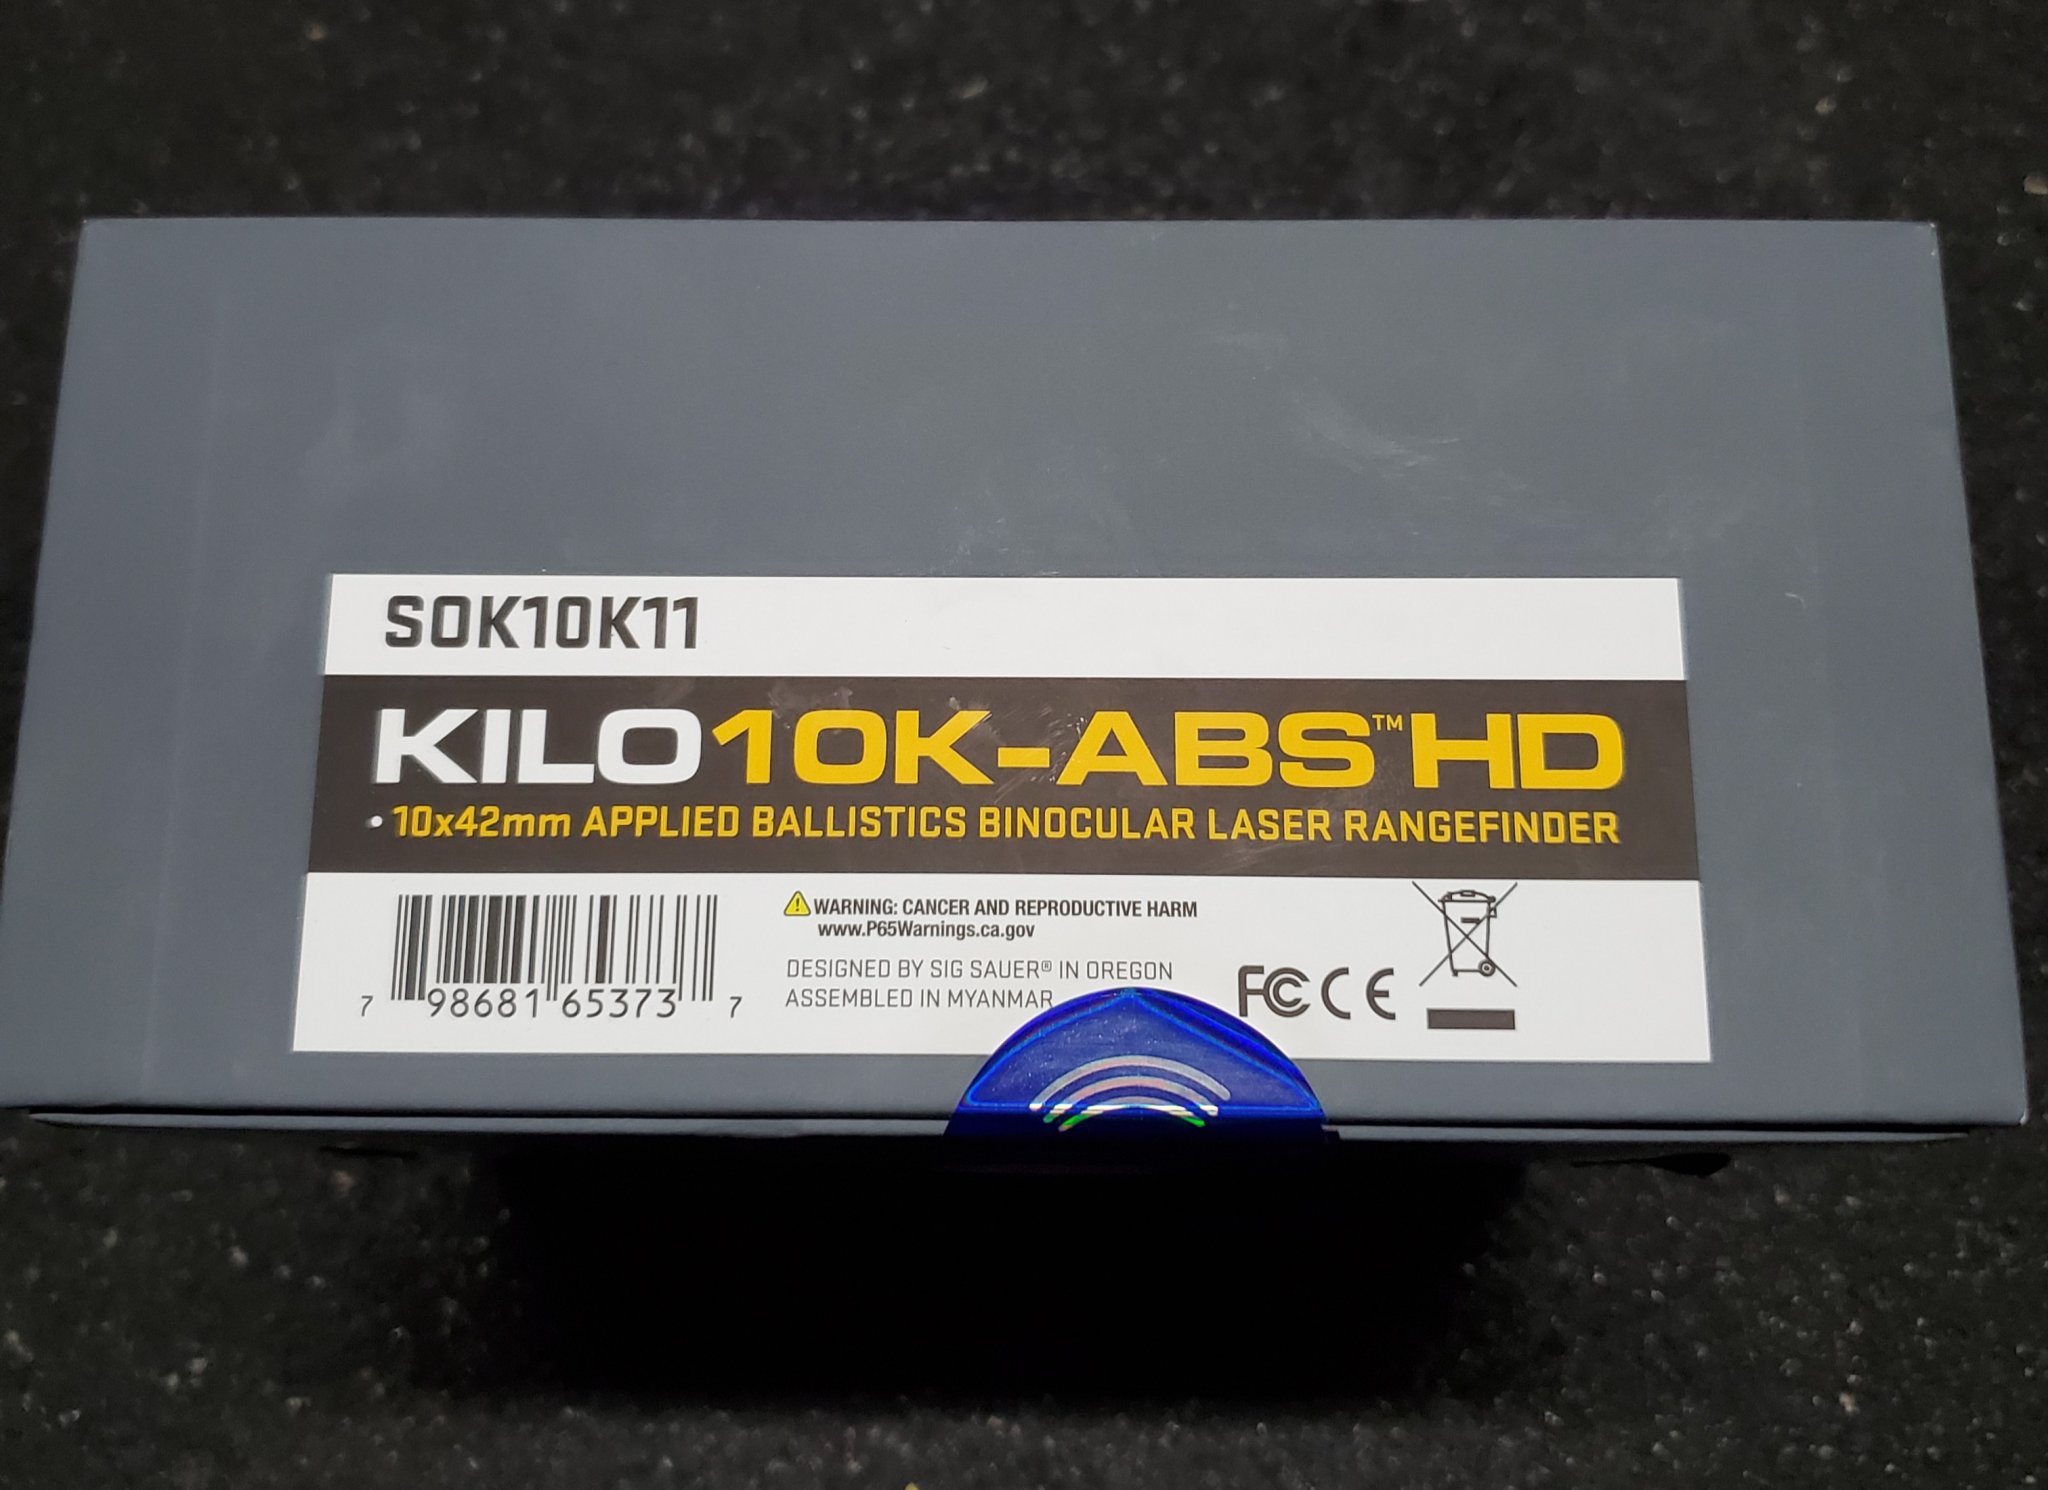 SOK10K11
KILO10K-ABS™HD
• 10x42mm APPLIED BALLISTICS BINOCULAR LASER RANGEFINDER
WARNING: CANCER AND REPRODUCTIVE HARM
www.P65Warnings.ca.gov
DESIGNED BY SIG SAUER® IN OREGON
ASSEMBLED IN MYANMAR
7 98681 65373 7
FC CE